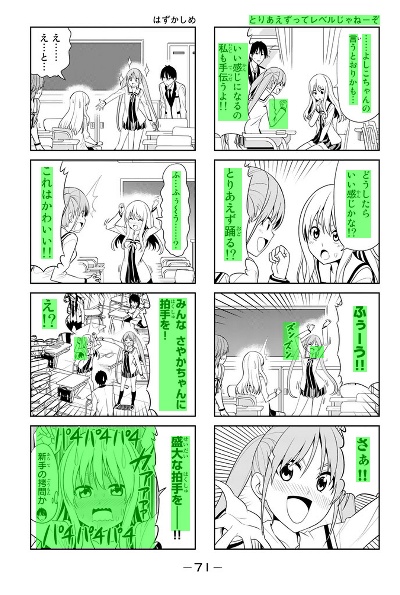 とりあえずってレベルじゃねーぞ
……よしこちゃんの
言うとおりかも…
いい感じになるの
私も手伝うよ!!
どうしたら
いい感じかな!?
とりあえず踊る!?
ふぅーう!!
ズン
ズン
さぁ!!
はずかしめ
え…
え…と…
ふ…ふぅ〜う……?
これはかわいい!!
みんな さやかちゃんに
拍手を!
え!?
盛大な拍手を――!!
パチパチパチパチ
新手の拷問か
—71—